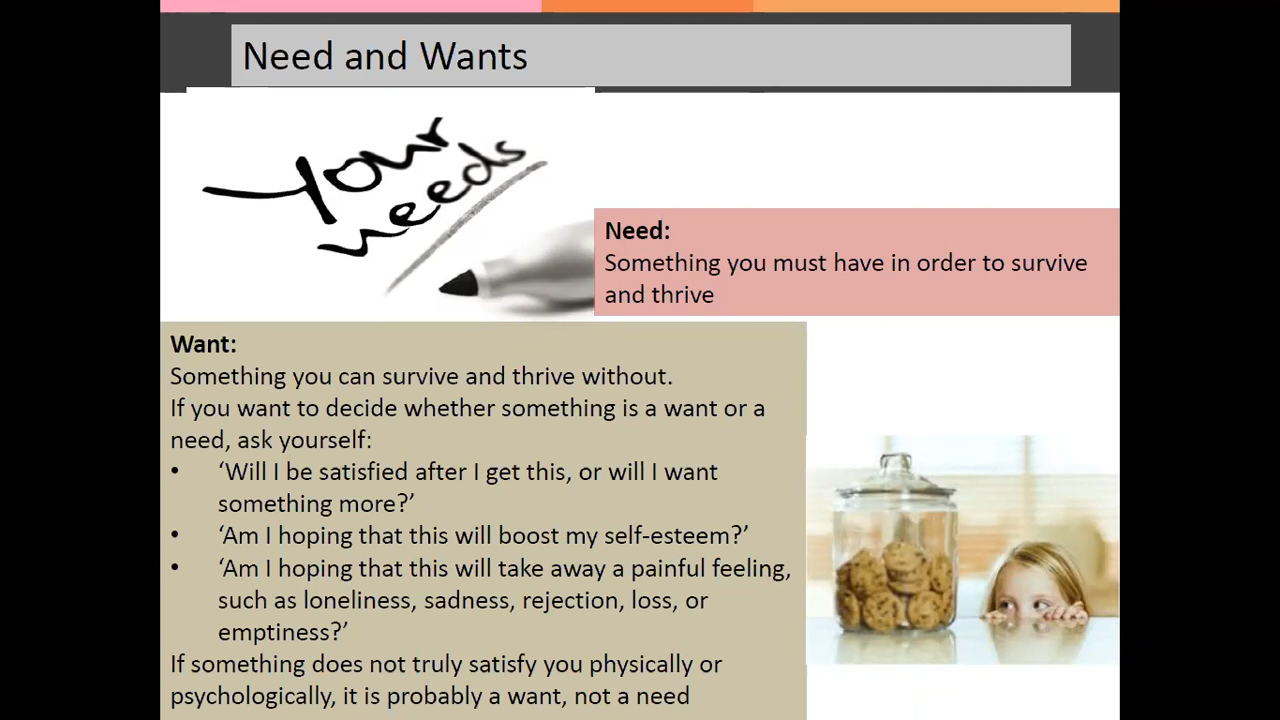 Need and Wants
Your
needs
Need:
Something you must have in order to survive
and thrive
Want:
Something you can survive and thrive without.
If you want to decide whether something is a want or a
need, ask yourself:
• ‘Will I be satisfied after I get this, or will I want
something more?’
• ‘Am I hoping that this will boost my self-esteem?’
• ‘Am I hoping that this will take away a painful feeling,
such as loneliness, sadness, rejection, loss, or
emptiness?’
If something does not truly satisfy you physically or
psychologically, it is probably a want, not a need